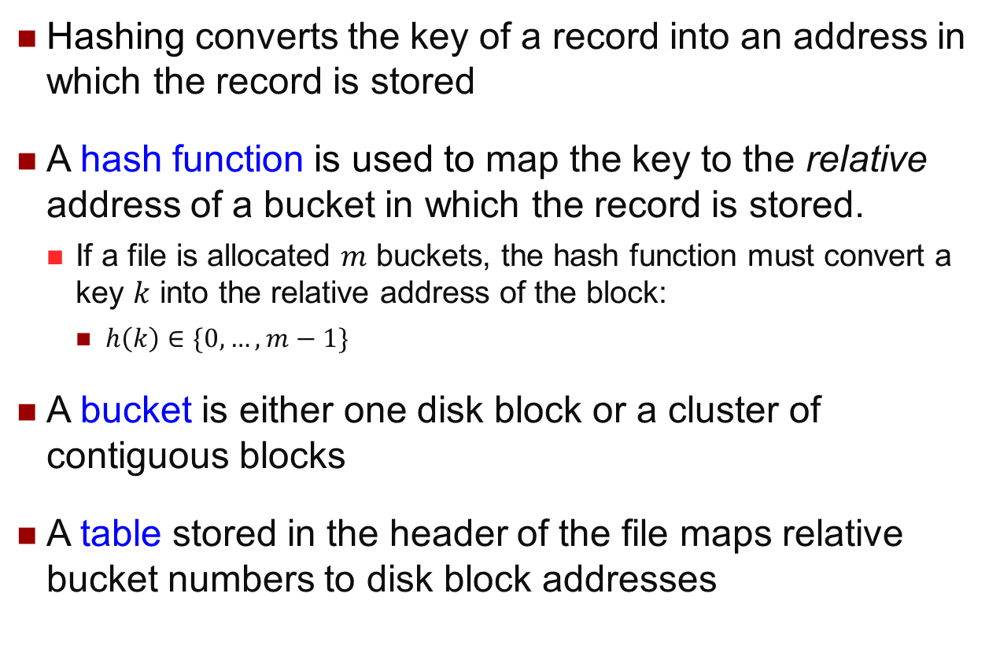 Hashing converts the key of a record into an address in
which the record is stored
A hash function is used to map the key to the relative
address of a bucket in which the record is stored.
If a file is allocated 𝑚 buckets, the hash function must convert a
key 𝑘 into the relative address of the block:
ℎ(𝑘) ∈ {0, … , 𝑚 − 1}
A bucket is either one disk block or a cluster of
contiguous blocks
A table stored in the header of the file maps relative
bucket numbers to disk block addresses